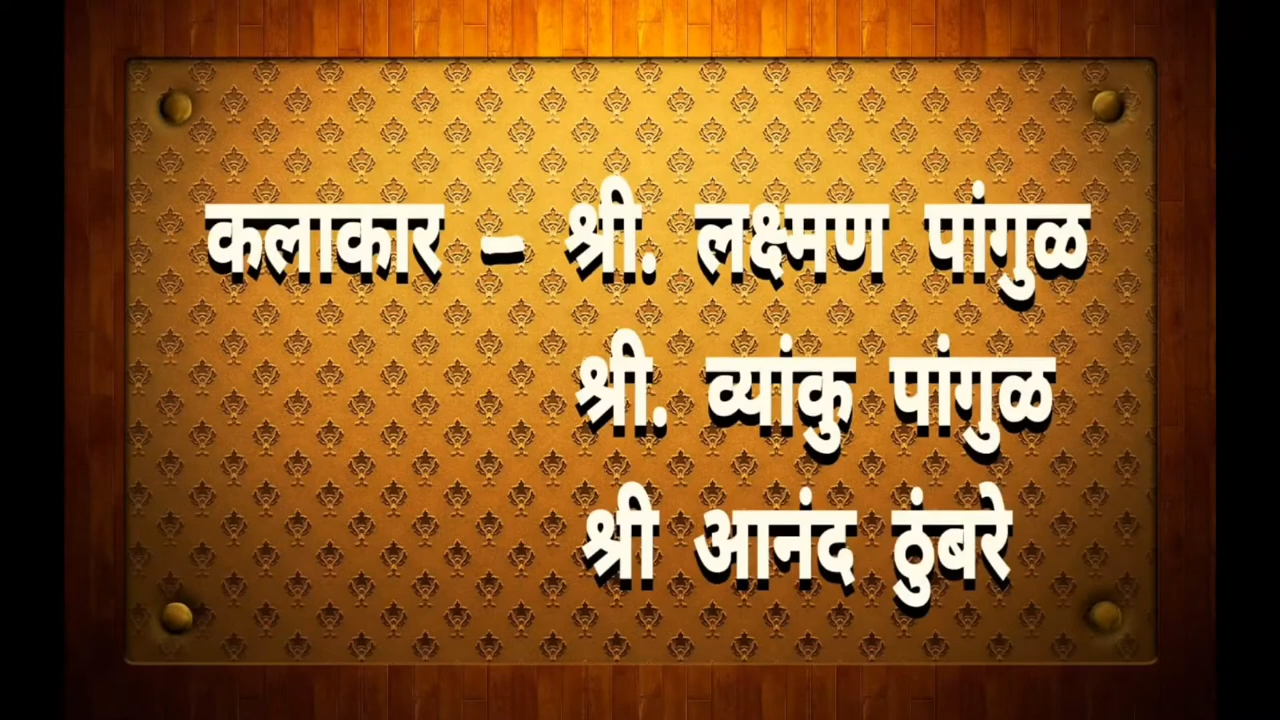 कलाकार - श्री. लक्ष्मण पांगुळ
श्री. व्यांकु पांगुळ
श्री आनंद ठुंबरे